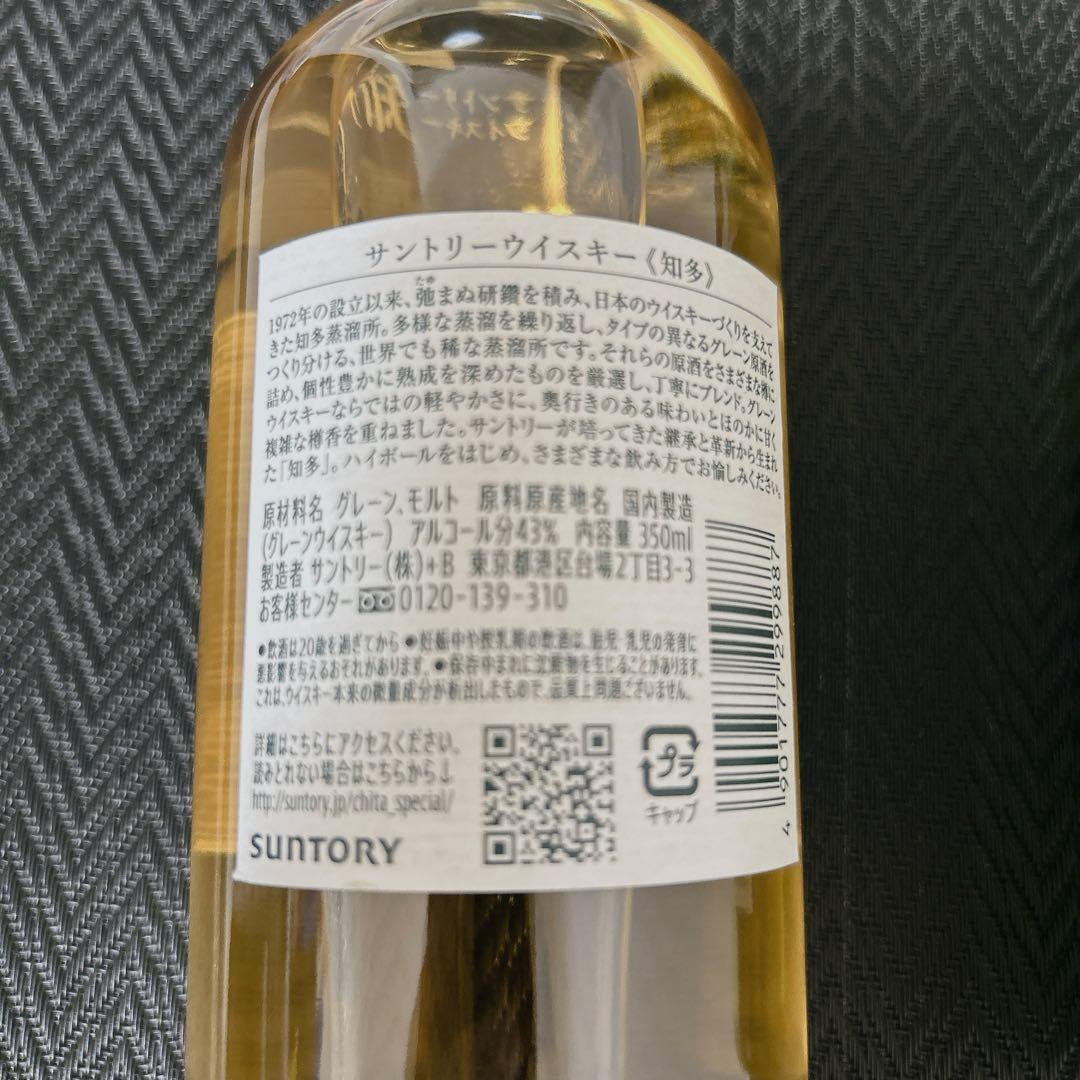 サントリー
ウイスキー
サントリーウイスキー《知多》
たゆ
1972年の設立以来、弛まぬ研鑽を積み、日本のウイスキーづくりを支えて
きた知多蒸溜所。多様な蒸溜を繰り返し、タイプの異なるグレーン原酒を
つくり分ける、世界でも稀な蒸溜所です。それらの原酒をさまざまな樽に
詰め、個性豊かに熟成を深めたものを厳選し、丁寧にブレンド。グレーン
ウイスキーならではの軽やかさに、奥行きのある味わいとほのかに甘く
複雑な樽香を重ねました。サントリーが培ってきた継承と革新から生まれ
た「知多」。ハイボールをはじめ、さまざまな飲み方でお愉しみください。
原材料名 グレーン、モルト 原料原産地名 国内製造
(グレーンウイスキー) アルコール分43% 内容量 350ml
製造者 サントリー(株)+B 東京都港区台場2丁目3-3
お客様センター 0120-139-310
●飲酒は20歳を過ぎてから ●妊娠中や授乳期の飲酒は、胎児・乳児の発育に
悪影響を与えるおそれがあります。 ●保存中まれに沈殿物を生じることがあります。
これは、ウイスキー本来の微量成分が析出したもので、品質上問題ございません。
詳細はこちらにアクセスください。
読みとれない場合はこちらから↓
http://suntory.jp/chita_special/
SUNTORY
プラ
キャップ
4 901777 299887